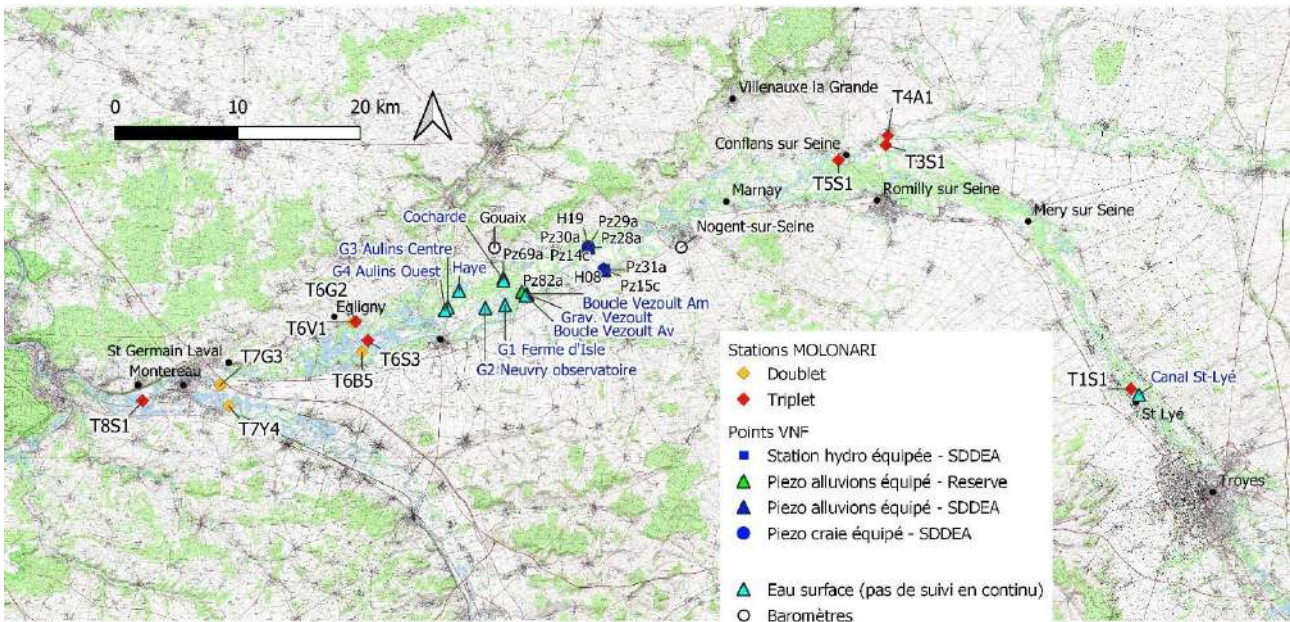 Villenauxe la Grande
0 10 20 km
T4A1
Conflans sur Seine
T3S1
T5S1
Marnay
Romilly sur Seine
Mery sur Seine
Cocharde
Gouaix
H19
Pz29a
Pz30a
Pz28a
Nogent-sur-Seine
G3 Aulins Centre
Pz69a
Pz14c
G4 Aulins Ouest
Haye
Pz82a
H08
Pz31a
Pz15c
T6G2
Egligny
Boucle Vezoult Am
Grav. Vezoult
Boucle Vezoult Av
T6V1
G1 Ferme d'Isle
G2 Neuvry observatoire
St Germain Laval
T7G3
T6S3
Montereau
T6B5
T8S1
T7Y4
T1S1
Canal St-Lyé
St Lyé
Troyes
Stations MOLONARI
Doublet
Triplet
Points VNF
Station hydro équipée - SDDEA
Piezo alluvions équipé - Reserve
Piezo alluvions équipé - SDDEA
Piezo craie équipé - SDDEA
Eau surface (pas de suivi en continu)
Baromètres